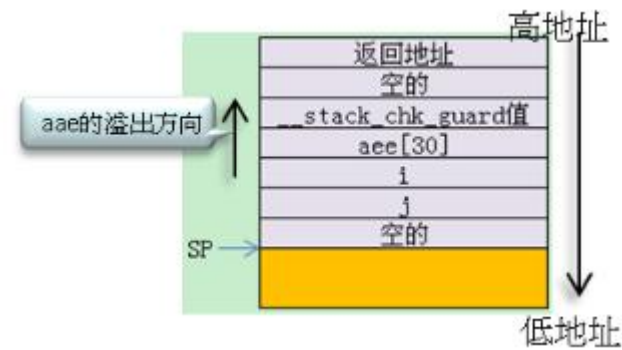 高地址
返回地址
空的
__stack_chk_guard值
aae的溢出方向
aee[30]
i
j
空的
SP
低地址